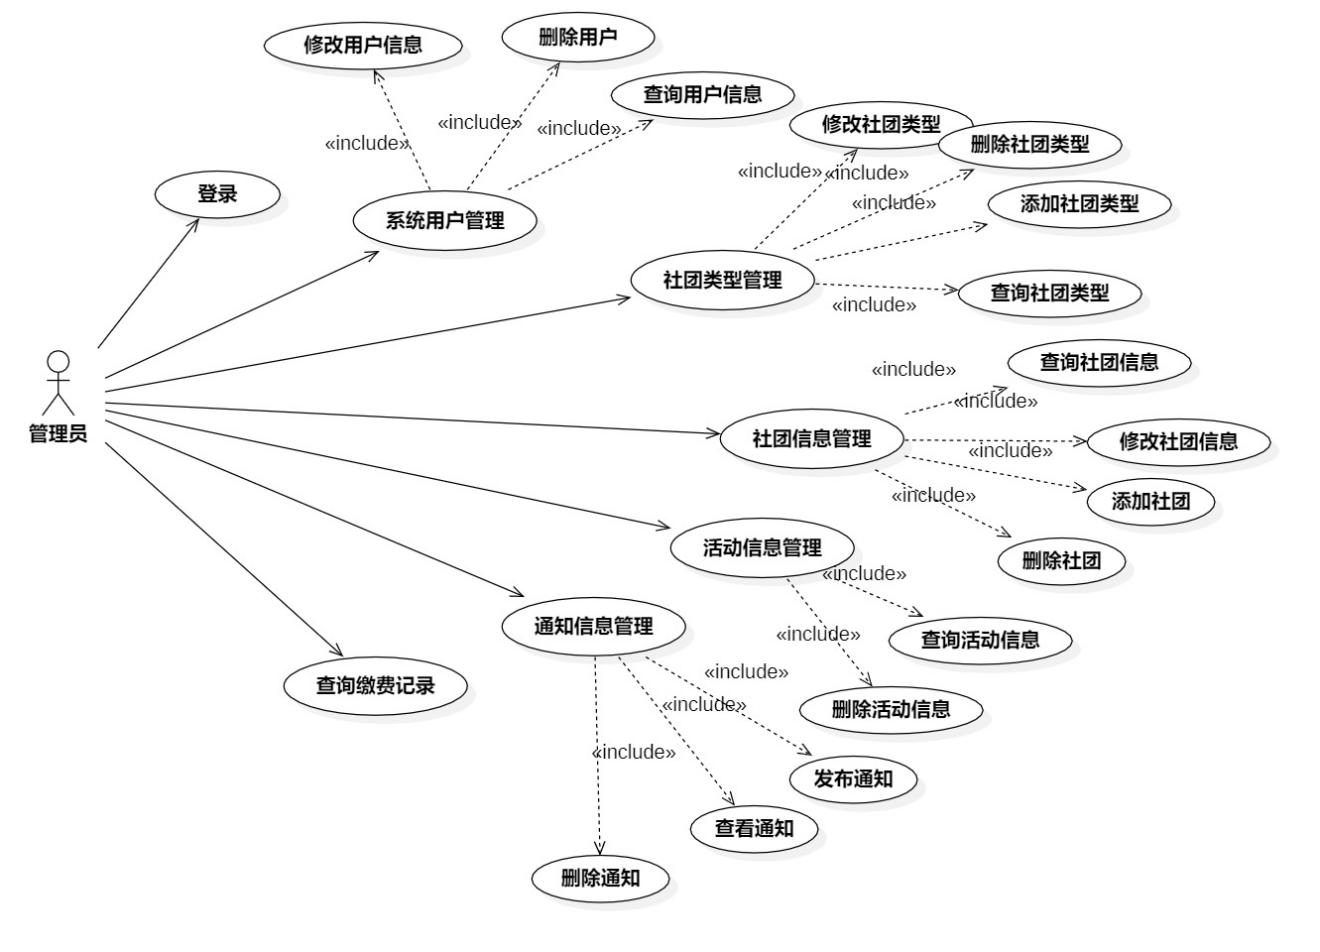 修改用户信息
删除用户
查询用户信息
«include»
«include»
«include»
修改社团类型
删除社团类型
«include»
«include»
登录
系统用户管理
«include»
添加社团类型
社团类型管理
查询社团类型
«include»
管理员
«include»
查询社团信息
«include»
社团信息管理
修改社团信息
«include»
«include»
添加社团
活动信息管理
删除社团
«include»
通知信息管理
«include»
查询活动信息
查询缴费记录
«include»
«include»
删除活动信息
«include»
发布通知
查看通知
删除通知